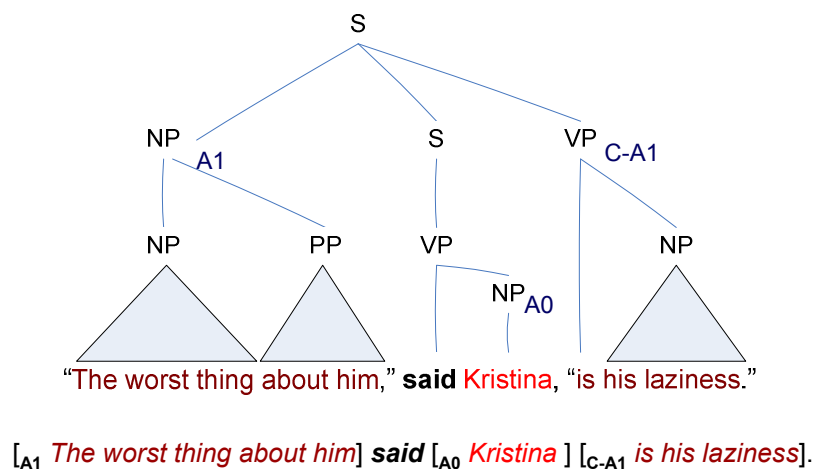 S
NP A1 S VP C-A1
NP PP VP NP
NP A0
“The worst thing about him,” said Kristina, “is his laziness.”
[A1 The worst thing about him] said [A0 Kristina ] [C-A1 is his laziness].